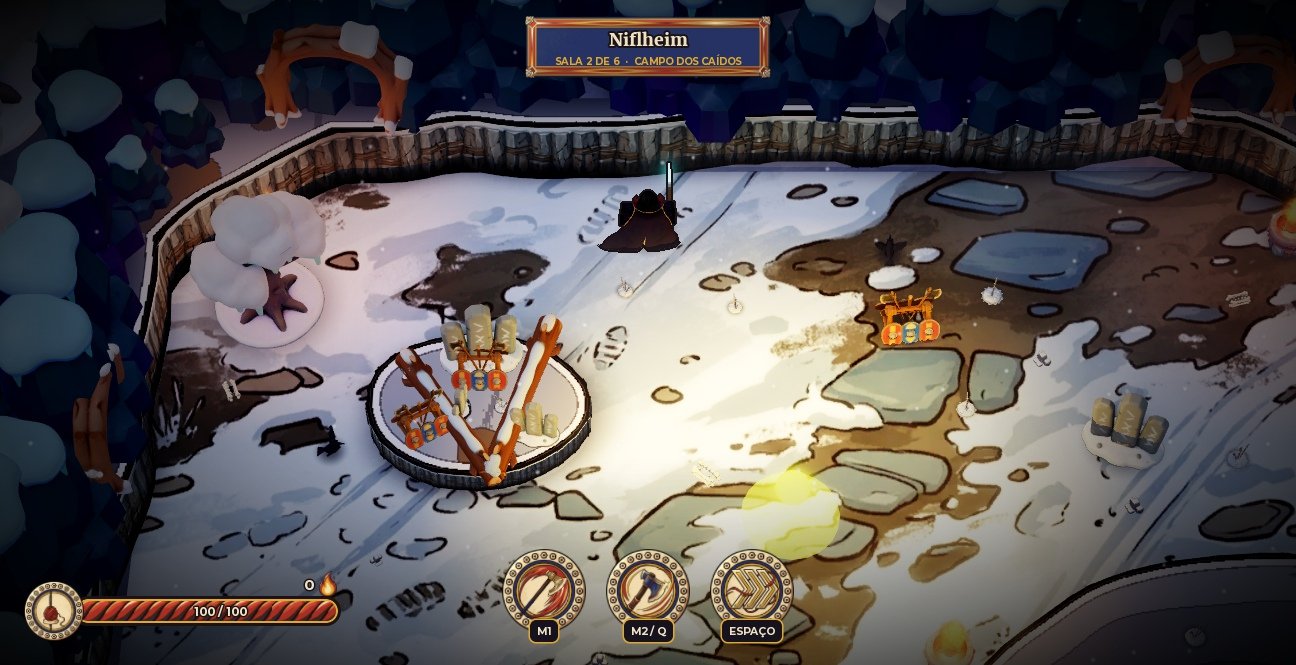 Niflheim
SALA 2 DE 6 · CAMPO DOS CAÍDOS
0
100/100
M1
M2/ Q
ESPAÇO